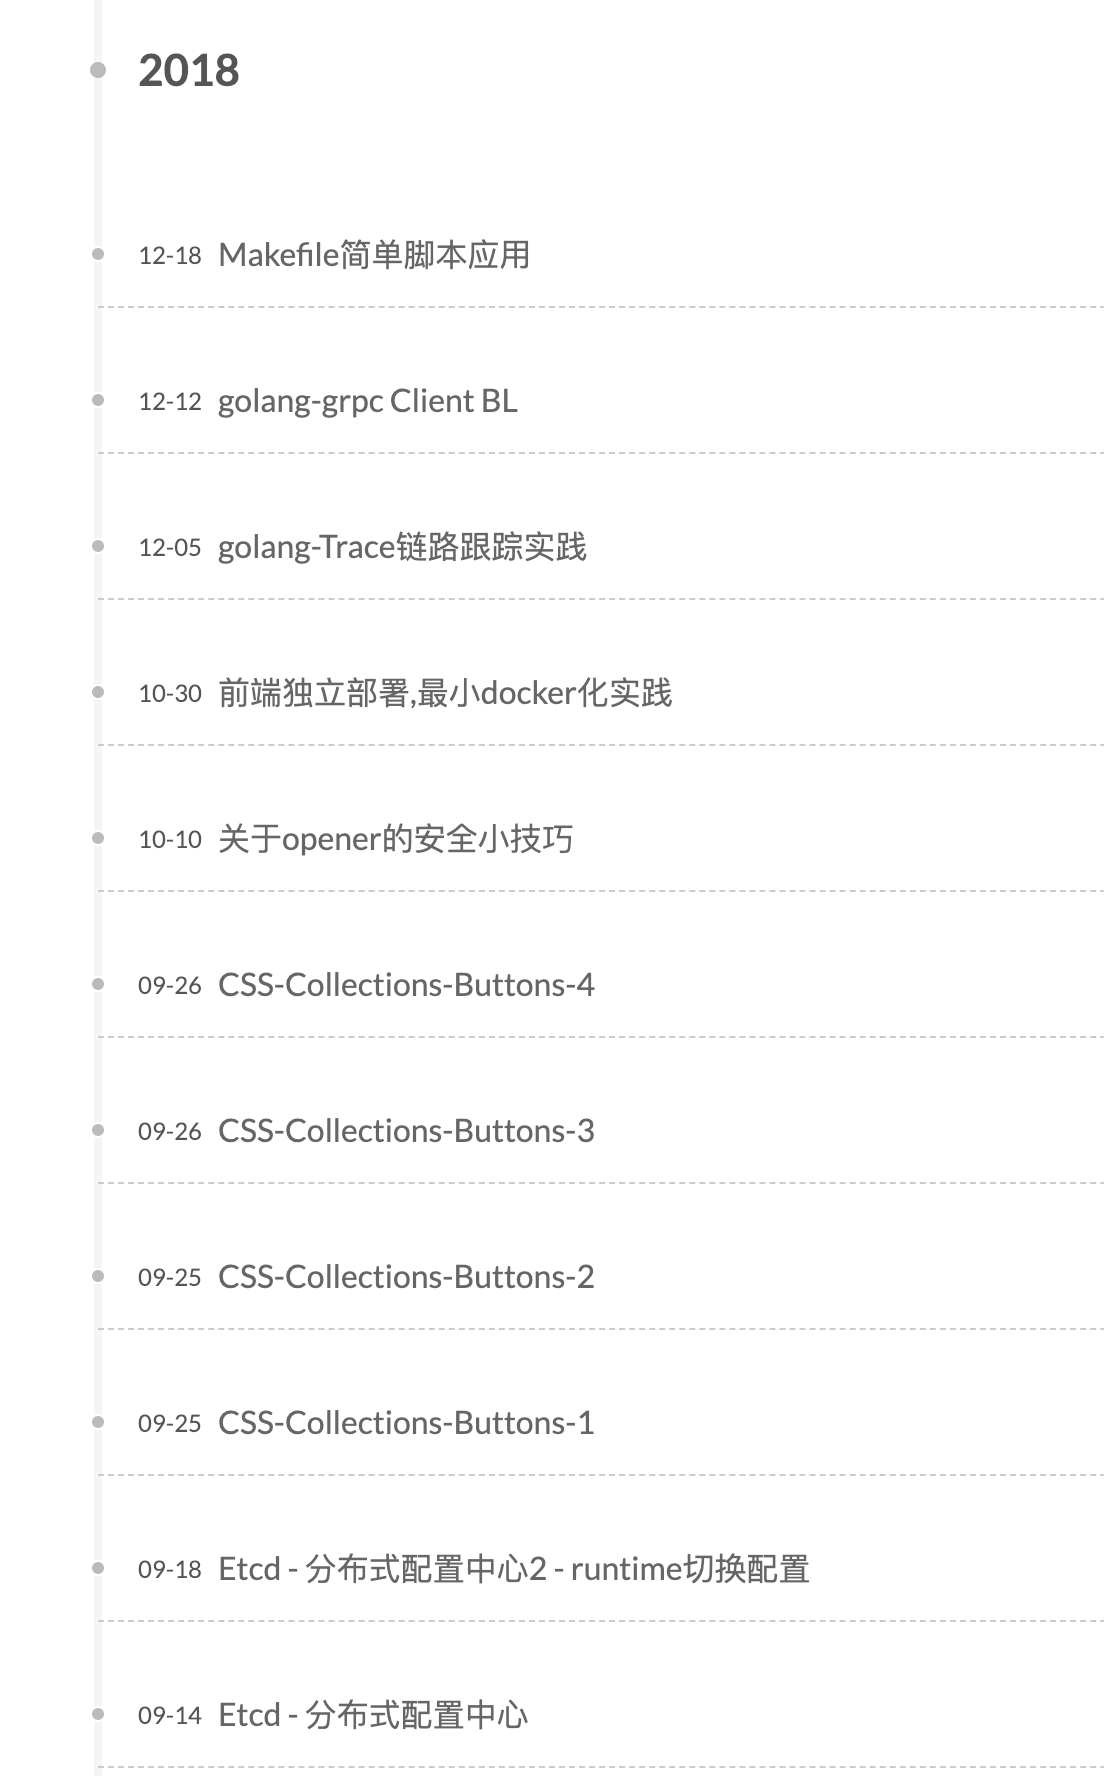 2018
12-18 Makefile简单脚本应用
12-12 golang-grpc Client BL
12-05 golang-Trace链路跟踪实践
10-30 前端独立部署,最小docker化实践
10-10 关于opener的安全小技巧
09-26 CSS-Collections-Buttons-4
09-26 CSS-Collections-Buttons-3
09-25 CSS-Collections-Buttons-2
09-25 CSS-Collections-Buttons-1
09-18 Etcd - 分布式配置中心2 - runtime切换配置
09-14 Etcd - 分布式配置中心